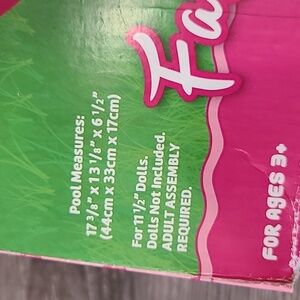 Fa
Pool Measures:
17 3/8" X 13 1/8" X 6 1/2"
(44cm x 33cm x 17cm)
For 11 1/2" Dolls.
Dolls Not Included.
ADULT ASSEMBLY
REQUIRED.
FOR AGES 3+